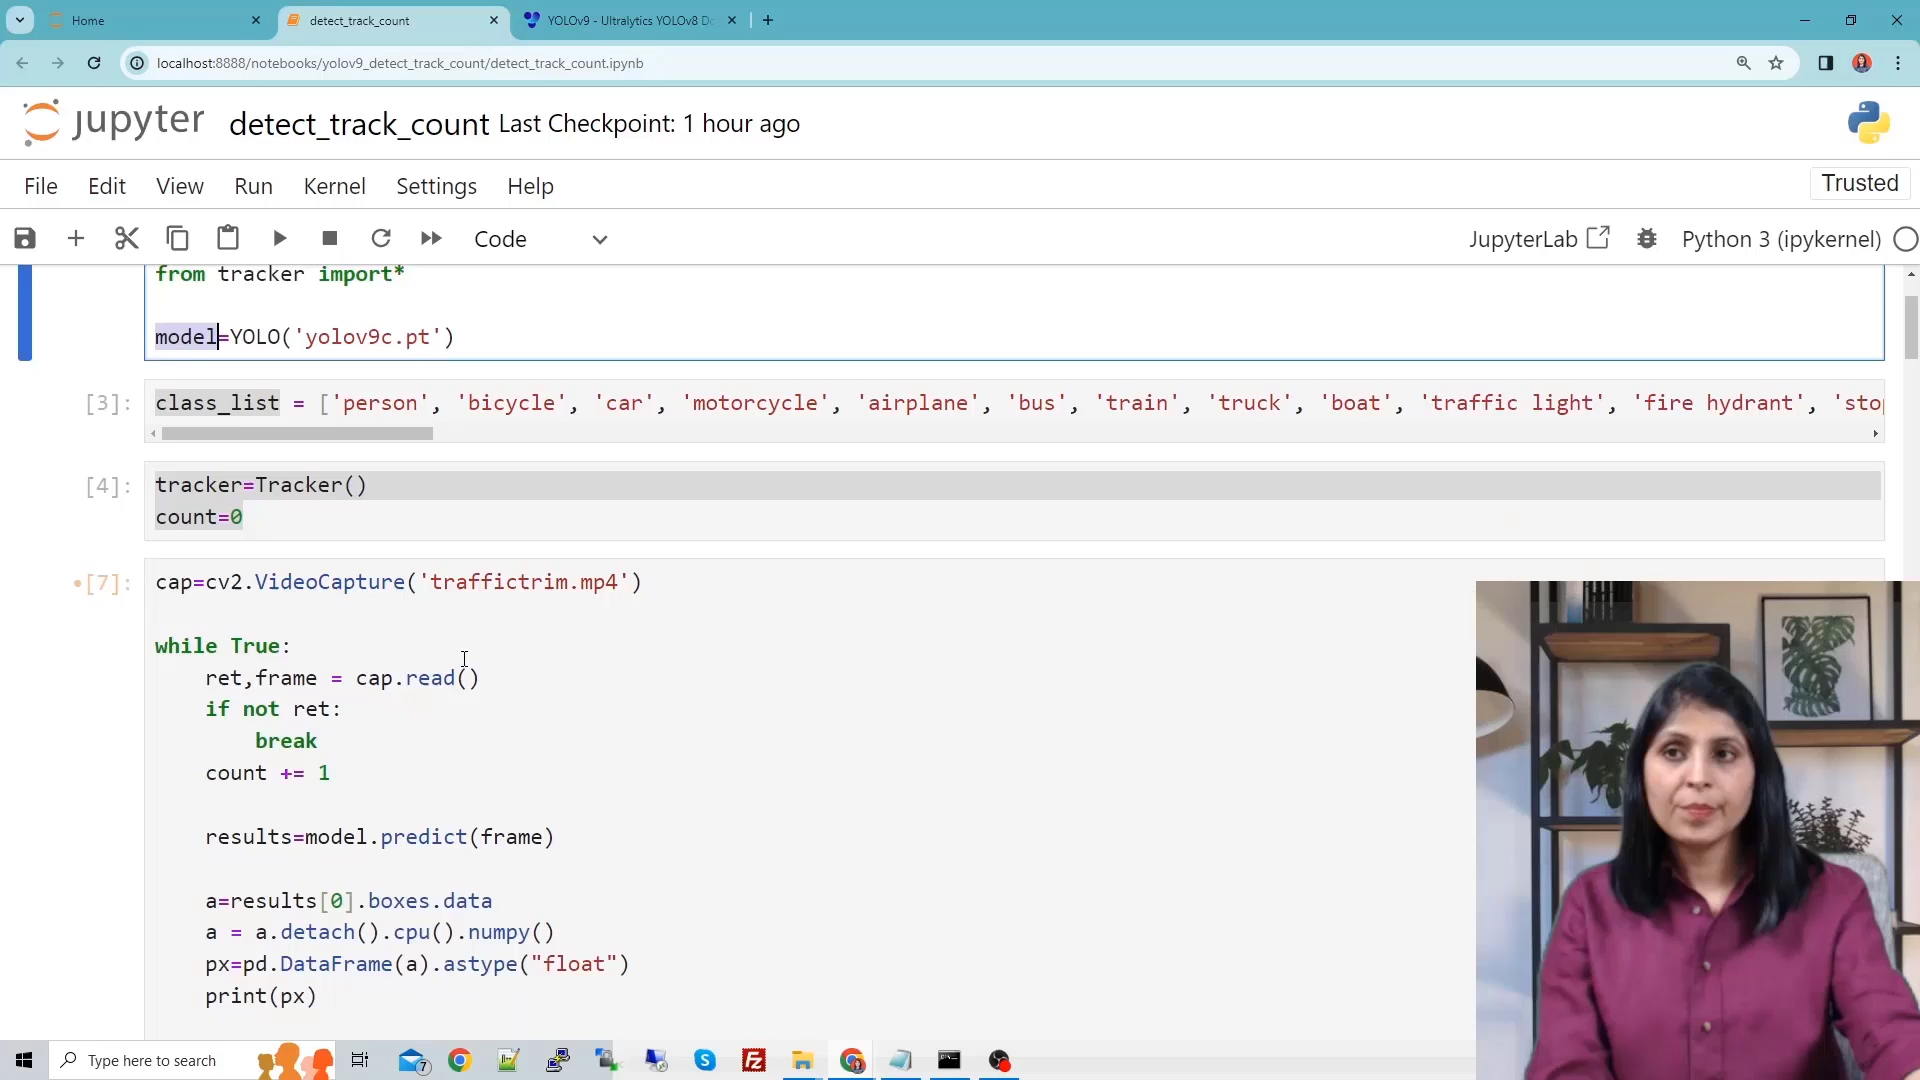 Home
detect_track_count
YOLOv9 - Ultralytics YOLOv8 Do
localhost:8888/notebooks/yolov9_detect_track_count/detect_track_count.ipynb
jupyter
detect_track_count Last Checkpoint: 1 hour ago
File Edit View Run Kernel Settings Help
Trusted
Code
JupyterLab
Python 3 (ipykernel)
from tracker import*
model=YOLO('yolov9c.pt')
[3]: class_list = ['person', 'bicycle', 'car', 'motorcycle', 'airplane', 'bus', 'train', 'truck', 'boat', 'traffic light', 'fire hydrant', 'stop
[4]: tracker=Tracker()
count=0
•[7]: cap=cv2.VideoCapture('traffictrim.mp4')
while True:
ret,frame = cap.read()
if not ret:
break
count += 1
results=model.predict(frame)
a=results[0].boxes.data
a = a.detach().cpu().numpy()
px=pd.DataFrame(a).astype("float")
print(px)
Type here to search
7
S
FZ